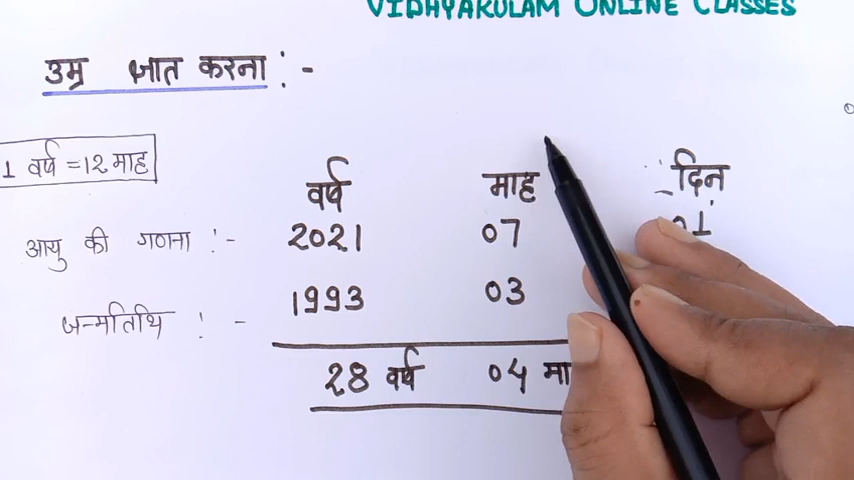 VIDHYAKULAM ONLINE CLASSES
उम्र ज्ञात करना :-
1 वर्ष = 12 माह
वर्ष माह दिन
आयु की गणना :- 2021 07 01
जन्मतिथि :- 1993 03
28 वर्ष 04 मा